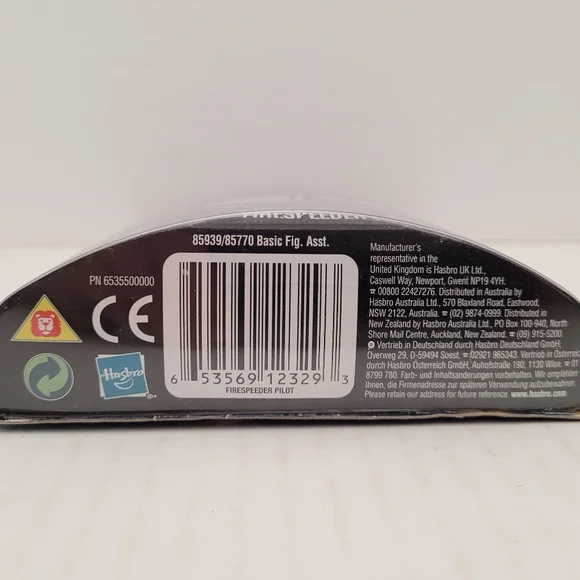 FIRESPEEDER
85939/85770 Basic Fig. Asst.
PN 6535500000
CE
Hasbro
®
6 53569 12329 3
FIRESPEEDER PILOT
Manufacturer's
representative in the
United Kingdom is Hasbro UK Ltd.,
Caswell Way, Newport, Gwent NP19 4YH.
☎ 00800 22427276. Distributed in Australia by
Hasbro Australia Ltd., 570 Blaxland Road, Eastwood,
NSW 2122, Australia. ☎ (02) 9874-0999. Distributed in
New Zealand by Hasbro Australia Ltd., PO Box 100-940, North
Shore Mail Centre, Auckland, New Zealand. ☎ (09) 915-5200.
Vertrieb in Deutschland durch Hasbro Deutschland GmbH,
Overweg 29, D-59494 Soest. ☎ 02921 965343. Vertrieb in Österreich
durch Hasbro Österreich GmbH., Auhofstraße 190, 1130 Wien. ☎ 01
8799 780. Farb- und Inhaltsänderungen vorbehalten. Wir empfehlen
Ihnen, die Firmenadresse zur späteren Verwendung aufzubewahren.
Please retain our address for future reference. www.hasbro.com